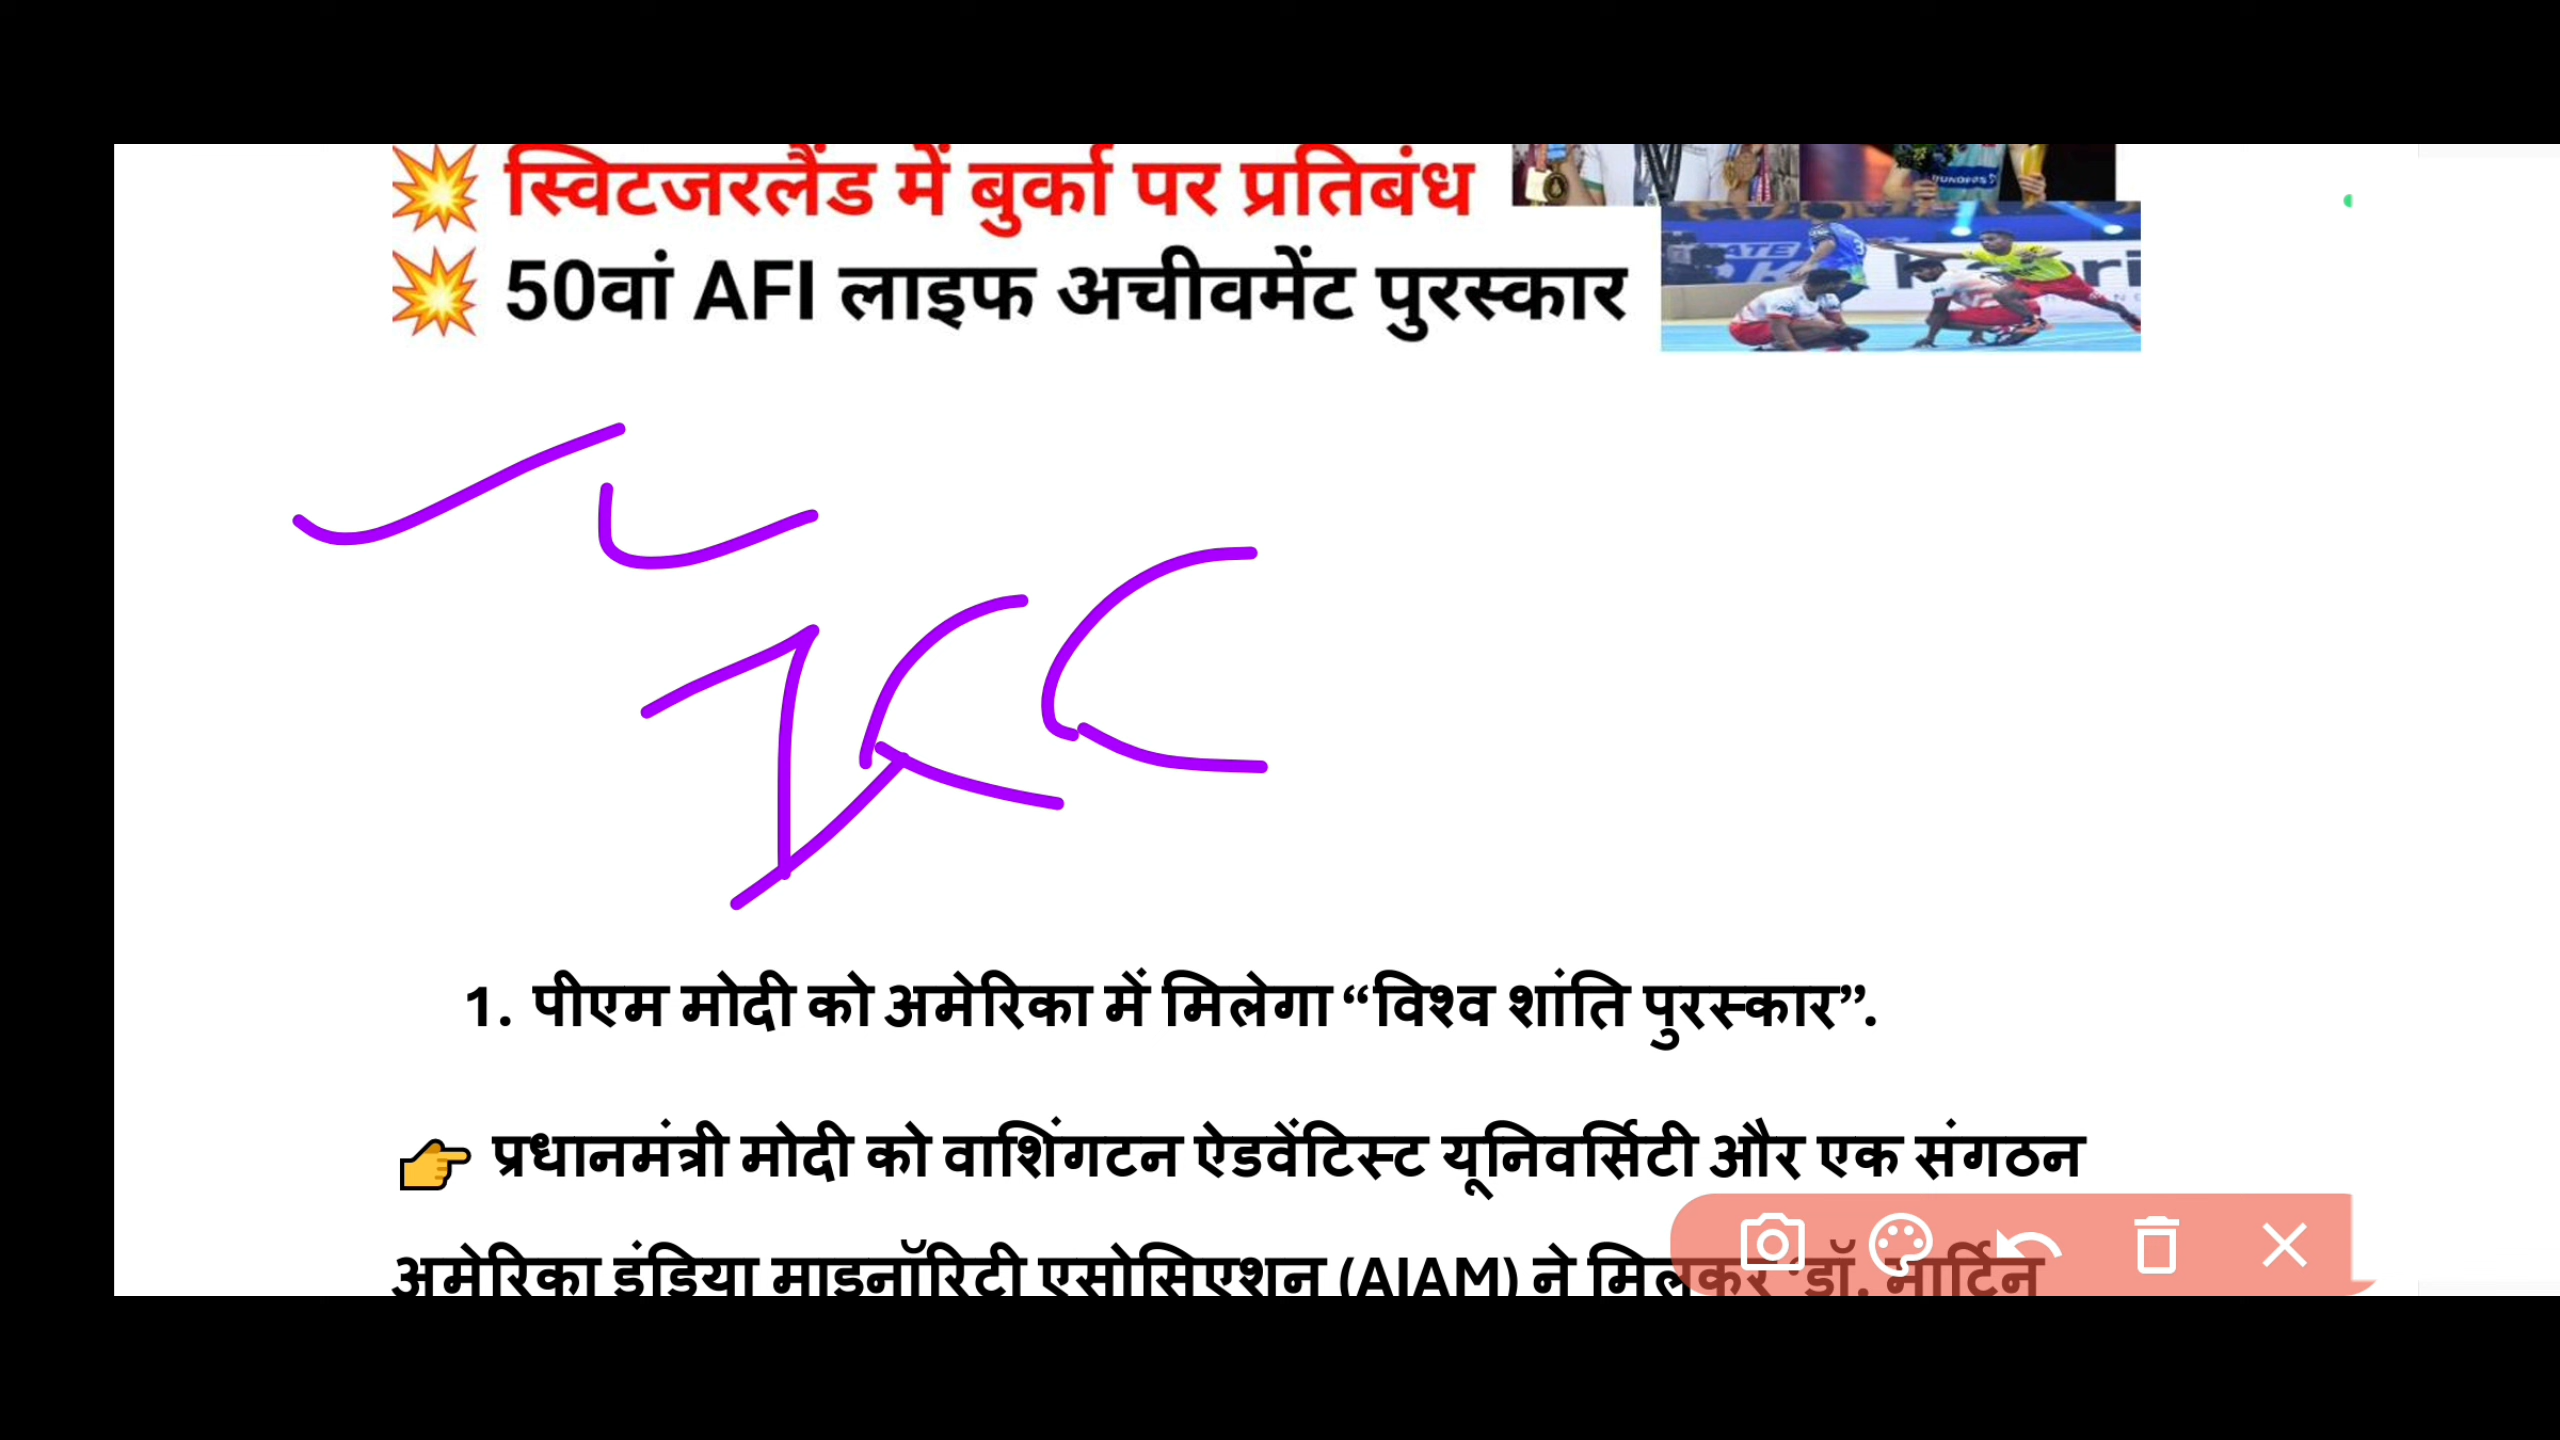 💥 स्विटजरलैंड में बुर्का पर प्रतिबंध
💥 50वां AFI लाइफ अचीवमेंट पुरस्कार
1. पीएम मोदी को अमेरिका में मिलेगा “विश्व शांति पुरस्कार”.
👉 प्रधानमंत्री मोदी को वाशिंगटन ऐडवेंटिस्ट यूनिवर्सिटी और एक संगठन
अमेरिका इंडिया माइनॉरिटी एसोसिएशन (AIAM) ने मिलकर ‘डॉ. मार्टिन